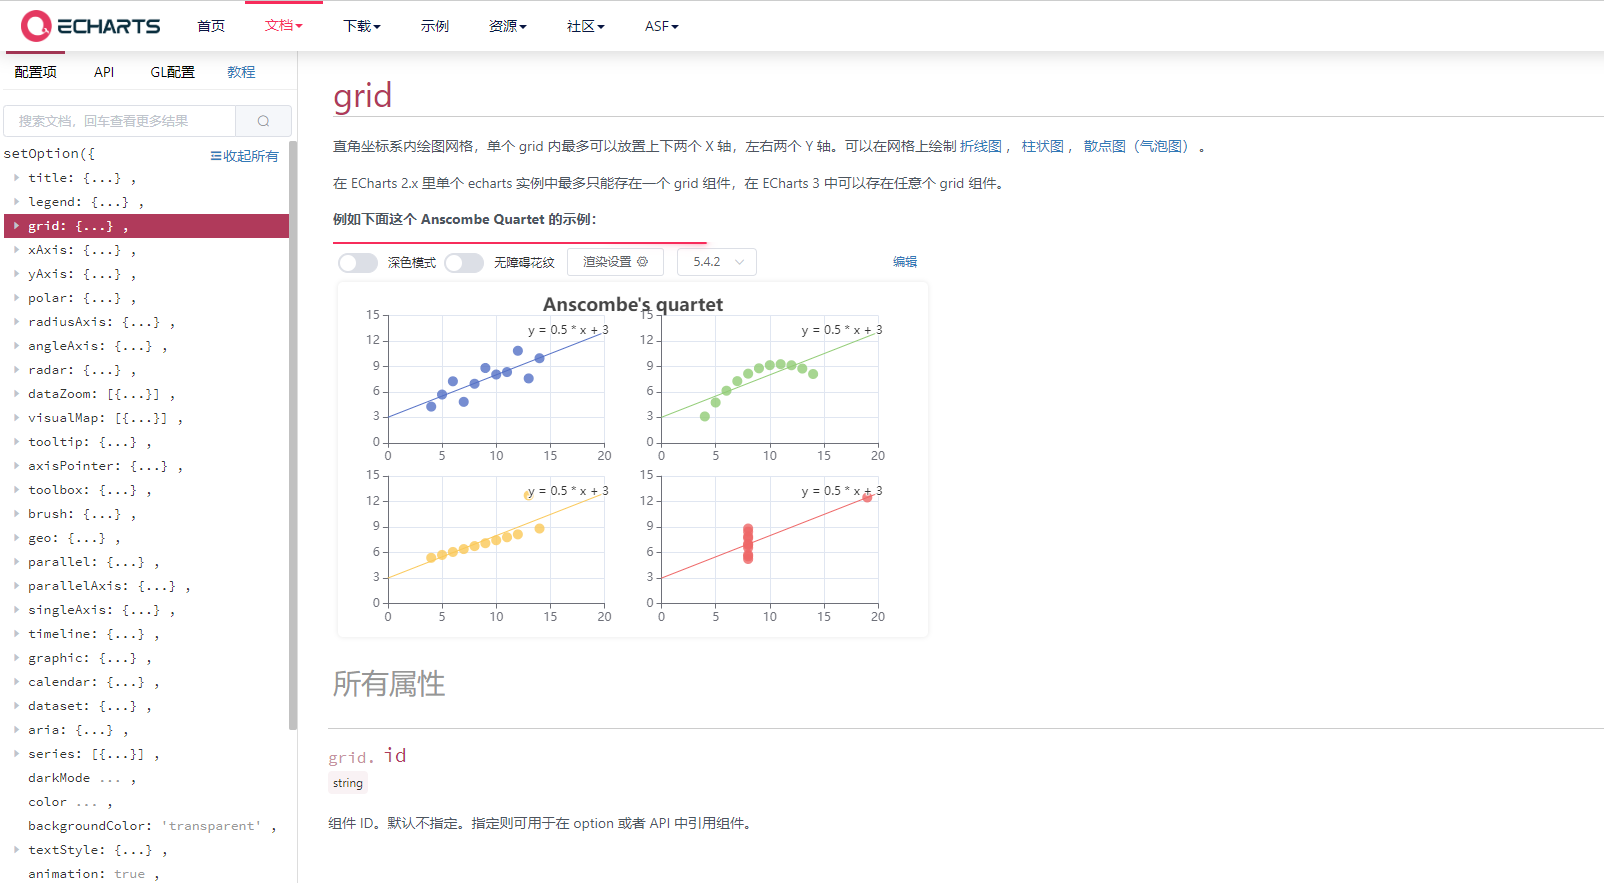 ECHARTS
首页
文档
下载
示例
资源
社区
ASF
配置项
API
GL配置
教程
搜索文档，回车查看更多结果
setOption({
收起所有
title: {...} ,
legend: {...} ,
grid: {...} ,
xAxis: {...} ,
yAxis: {...} ,
polar: {...} ,
radiusAxis: {...} ,
angleAxis: {...} ,
radar: {...} ,
dataZoom: [{...}] ,
visualMap: [{...}] ,
tooltip: {...} ,
axisPointer: {...} ,
toolbox: {...} ,
brush: {...} ,
geo: {...} ,
parallel: {...} ,
parallelAxis: {...} ,
singleAxis: {...} ,
timeline: {...} ,
graphic: {...} ,
calendar: {...} ,
dataset: {...} ,
aria: {...} ,
series: [{...}] ,
darkMode ... ,
color ... ,
backgroundColor: 'transparent' ,
textStyle: {...} ,
animation: true ,
grid
直角坐标系内绘图网格，单个 grid 内最多可以放置上下两个 X 轴，左右两个 Y 轴。可以在网格上绘制 折线图 ， 柱状图 ， 散点图（气泡图） 。
在 ECharts 2.x 里单个 echarts 实例中最多只能存在一个 grid 组件，在 ECharts 3 中可以存在任意个 grid 组件。
例如下面这个 Anscombe Quartet 的示例：
深色模式
无障碍花纹
渲染设置
5.4.2
编辑
Anscombe's quartet
15
12
9
6
3
0
0 5 10 15 20
y = 0.5 * x + 3
15
12
9
6
3
0
0 5 10 15 20
y = 0.5 * x + 3
15
12
9
6
3
0
0 5 10 15 20
y = 0.5 * x + 3
15
12
9
6
3
0
0 5 10 15 20
y = 0.5 * x + 3
所有属性
grid. id
string
组件 ID。默认不指定。指定则可用于在 option 或者 API 中引用组件。